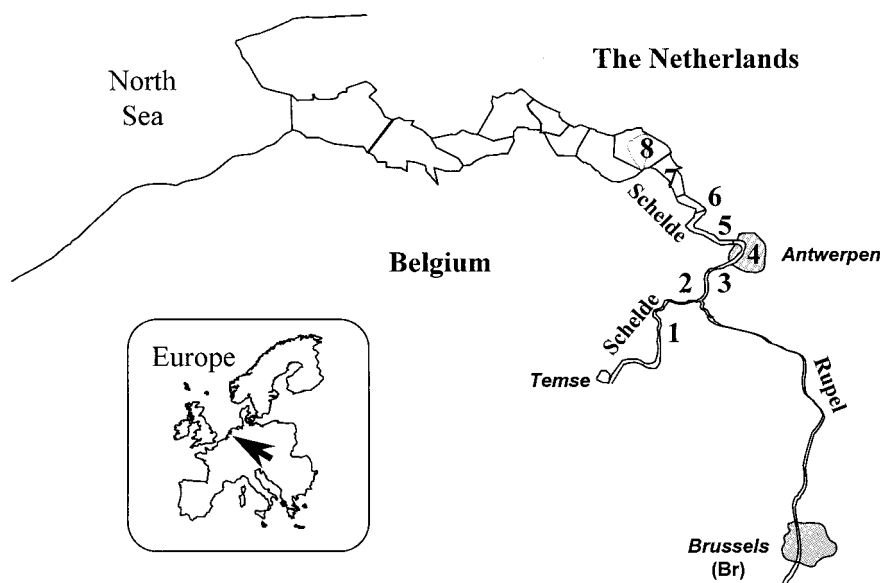 The Netherlands
North
Sea
8
7
Schelde
6
5
4
Antwerpen
Belgium
3
2
Schelde
1
Europe
Temse
Rupel
Brussels
(Br)